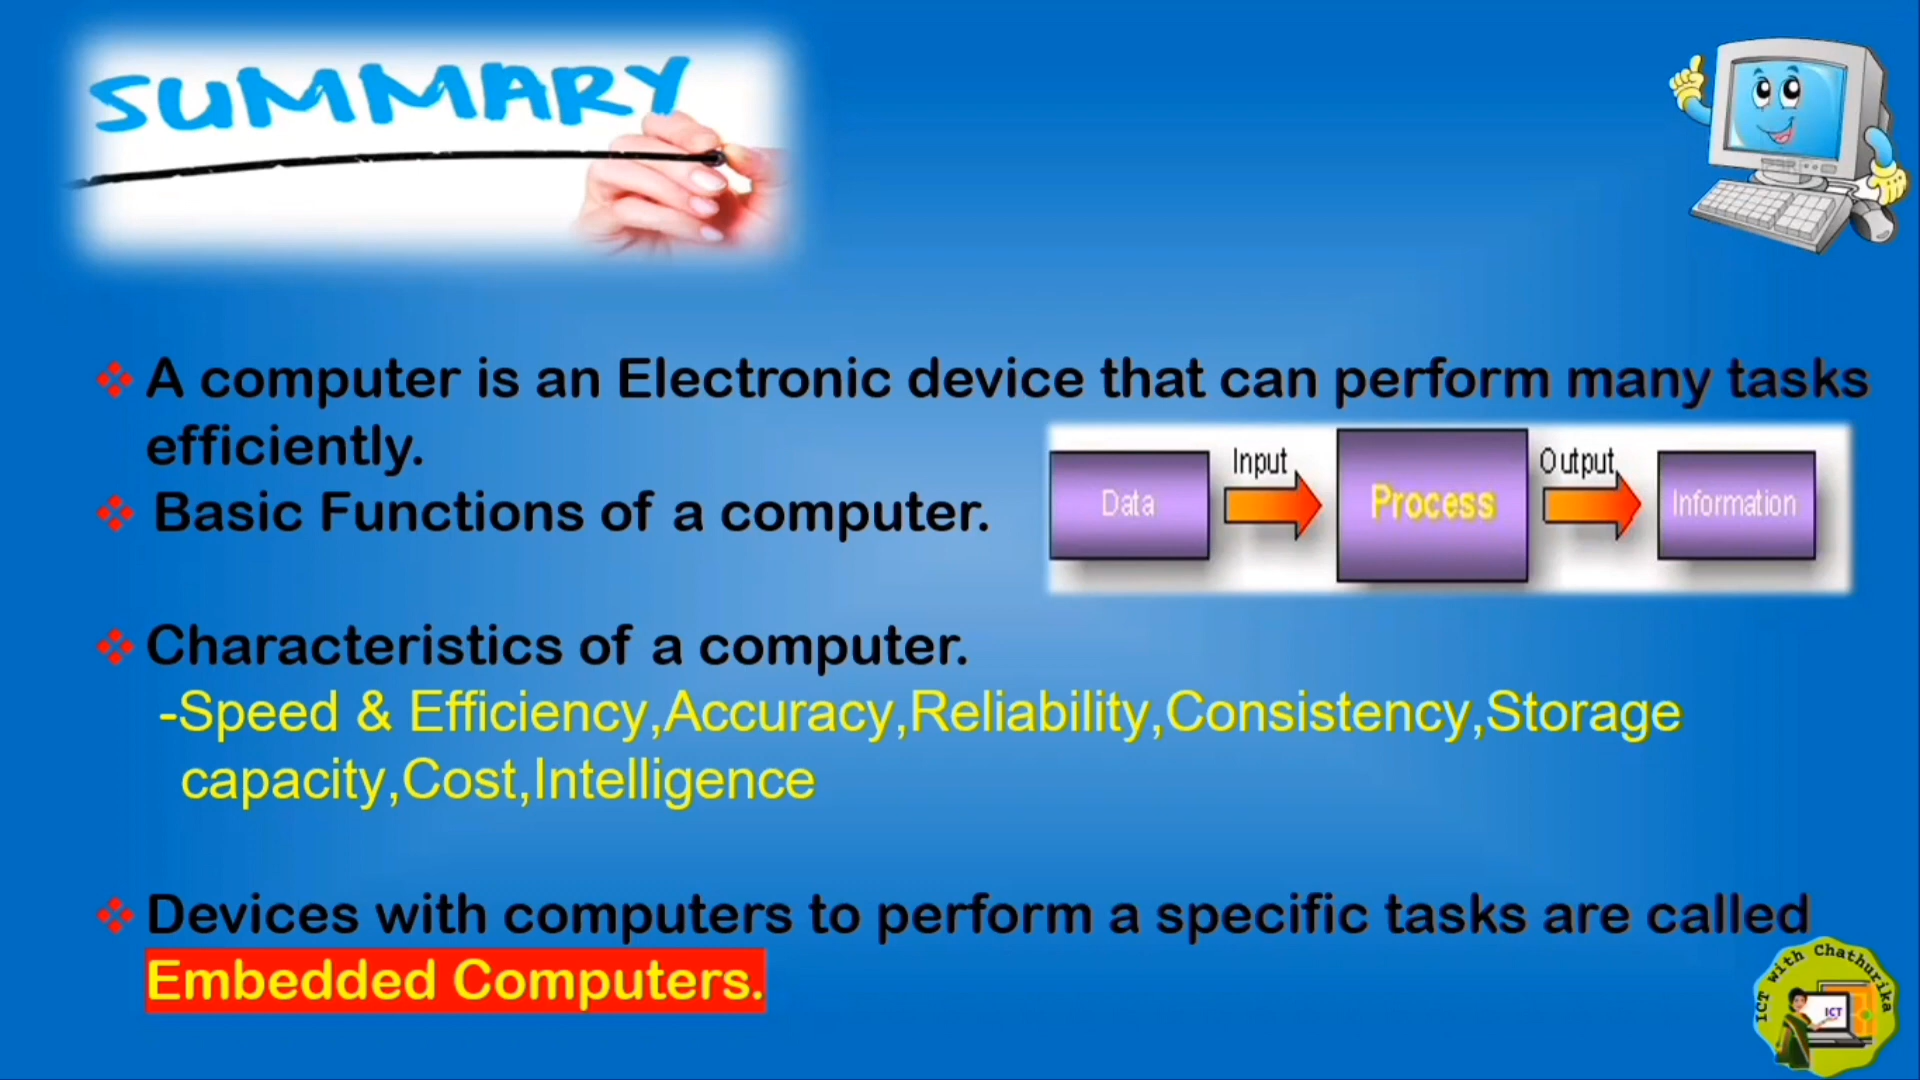 SUMMARY
A computer is an Electronic device that can perform many tasks
efficiently.
Input
Output
Data
Process
Information
Basic Functions of a computer.
Characteristics of a computer.
-Speed & Efficiency,Accuracy,Reliability,Consistency,Storage
capacity,Cost,Intelligence
Devices with computers to perform a specific tasks are called
Embedded Computers.
ICT with Chathurika
ICT